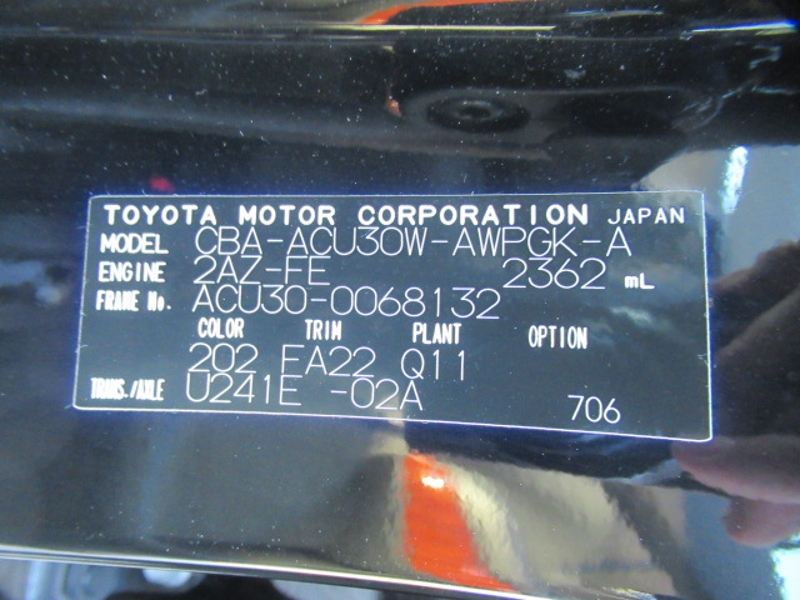 TOYOTA MOTOR CORPORATION JAPAN
MODEL CBA-ACU30W-AWPGK-A
ENGINE 2AZ-FE 2362 mL
FRAME No. ACU30-0068132
COLOR TRIM PLANT OPTION
202 FA22 Q11
TRANS./AXLE U241E -02A 706